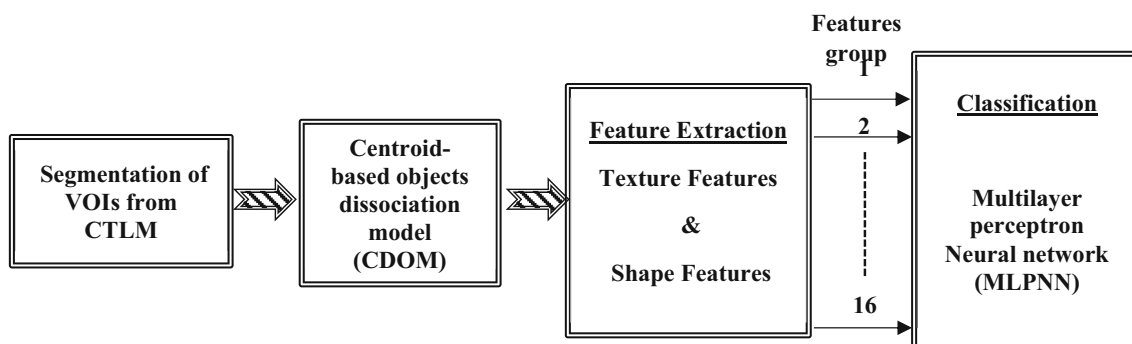 Segmentation of
VOIs from
CTLM
Centroid-
based objects
dissociation
model
(CDOM)
Feature Extraction
Texture Features
&
Shape Features
Features
group
1
2
16
Classification
Multilayer
perceptron
Neural network
(MLPNN)